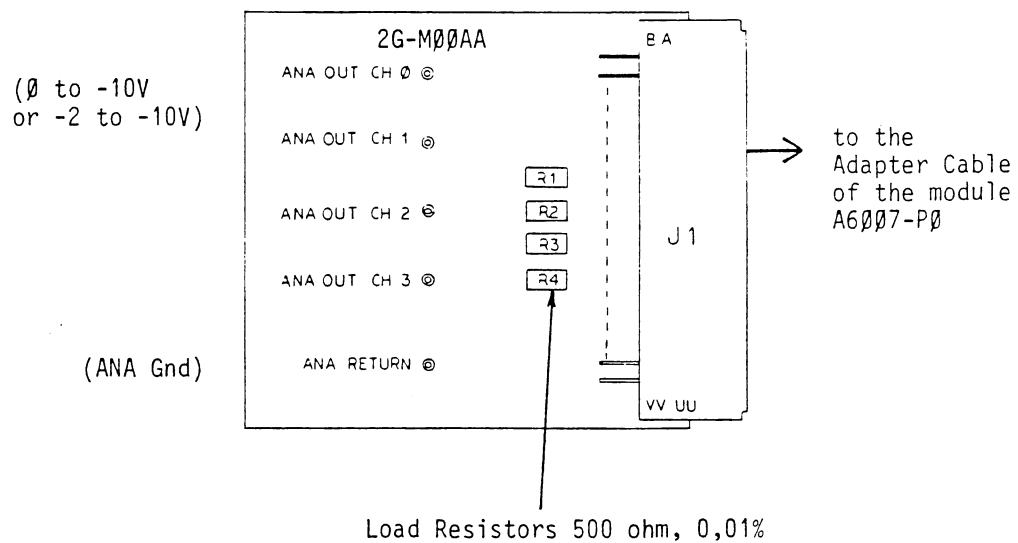 2G-MØØAA
B A
(Ø to -10V
or -2 to -10V)
ANA OUT CH Ø
ANA OUT CH 1
ANA OUT CH 2
ANA OUT CH 3
ANA RETURN
(ANA Gnd)
R1
R2
R3
R4
J1
VV UU
to the
Adapter Cable
of the module
A6ØØ7-PØ
Load Resistors 500 ohm, 0,01%